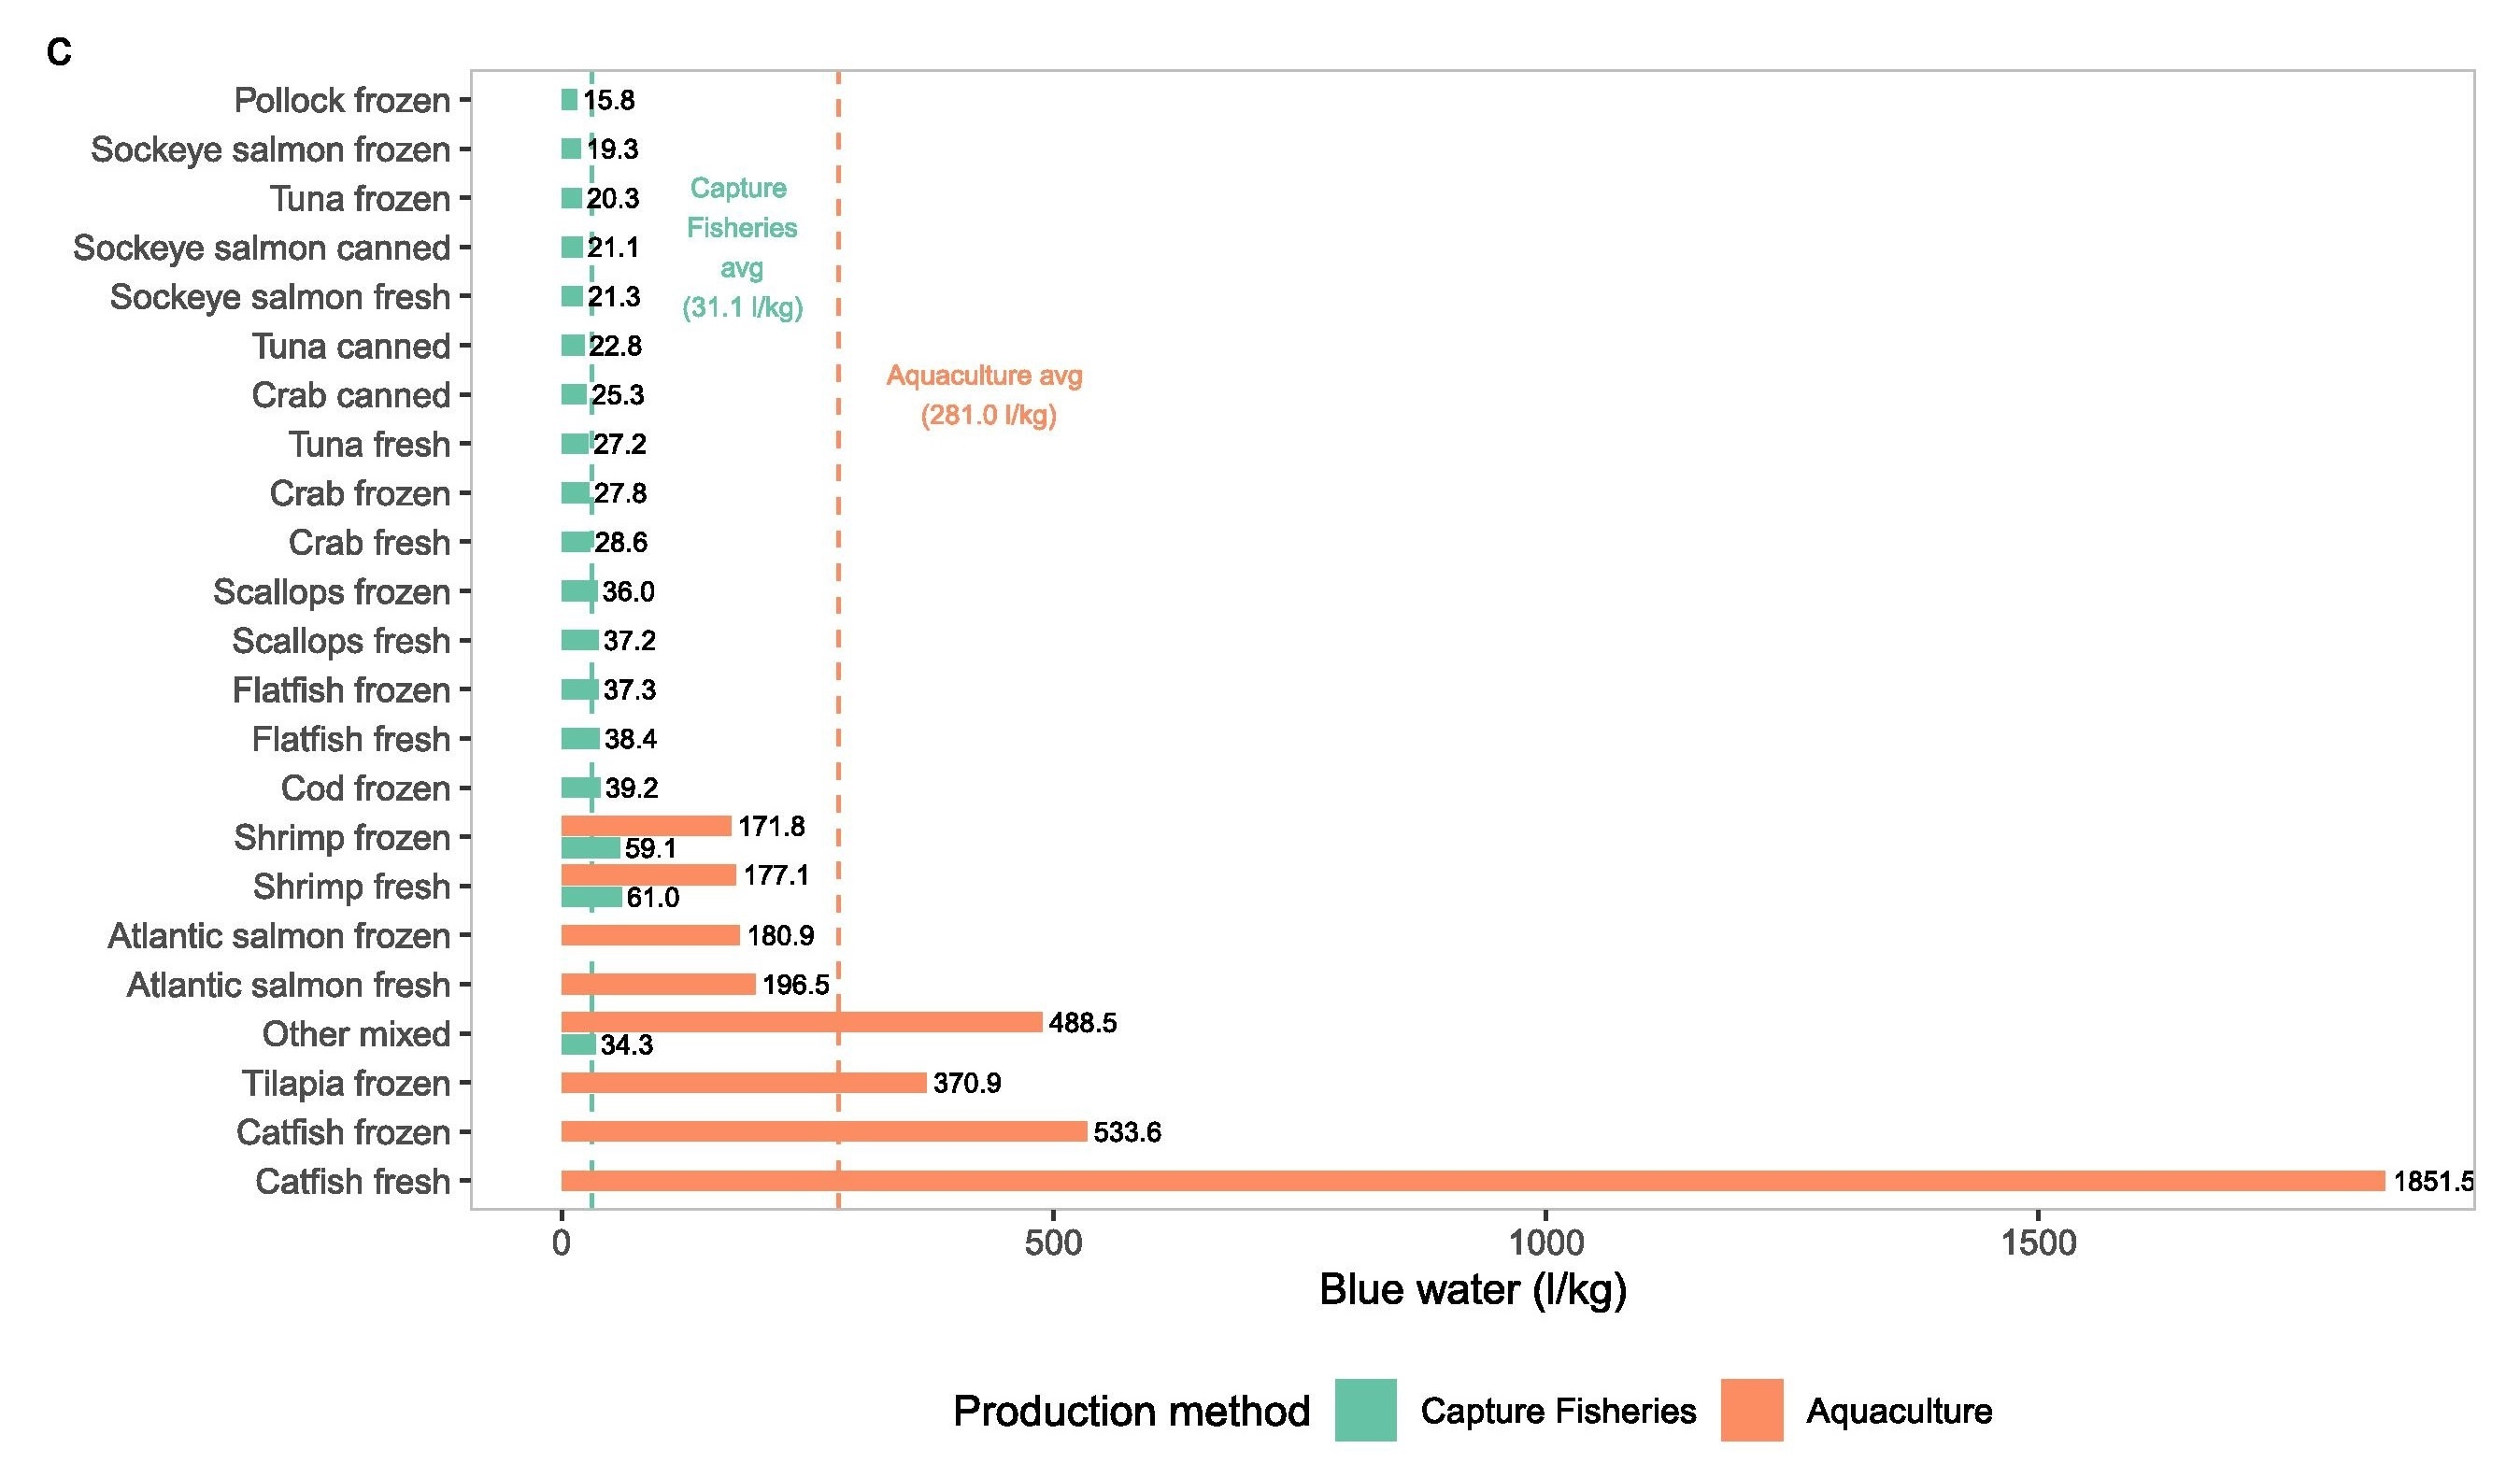 C
Pollock frozen 15.8
Sockeye salmon frozen 19.3
Tuna frozen 20.3
Sockeye salmon canned 21.1
Sockeye salmon fresh 21.3
Tuna canned 22.8
Crab canned 25.3
Tuna fresh 27.2
Crab frozen 27.8
Crab fresh 28.6
Scallops frozen 36.0
Scallops fresh 37.2
Flatfish frozen 37.3
Flatfish fresh 38.4
Cod frozen 39.2
Shrimp frozen 171.8
59.1
Shrimp fresh 177.1
61.0
Atlantic salmon frozen 180.9
Atlantic salmon fresh 196.5
Other mixed 488.5
34.3
Tilapia frozen 370.9
Catfish frozen 533.6
Catfish fresh 1851.5
Capture
Fisheries
avg
(31.1 l/kg)
Aquaculture avg
(281.0 l/kg)
0 500 1000 1500
Blue water (l/kg)
Production method Capture Fisheries Aquaculture